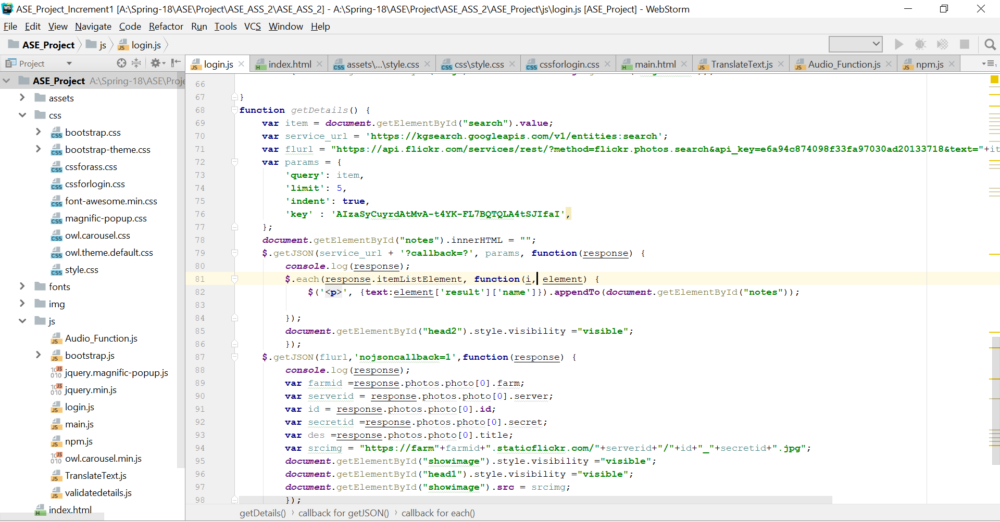 ASE_Project_Increment1 [A:\Spring-18\ASE\Project\ASE_ASS_2\ASE_ASS_2] - A:\Spring-18\ASE\Project\ASE_ASS_2\ASE_Project\js\login.js [ASE_Project] - WebStorm
File Edit View Navigate Code Refactor Run Tools VCS Window Help
ASE_Project js login.js
Project
login.js index.html assets\...\style.css css\style.css cssforlogin.css main.html TranslateText.js Audio_Function.js npm.js
ASE_Project A:\Spring-18\ASE\Proje
assets
css
bootstrap.css
bootstrap-theme.css
cssforass.css
cssforlogin.css
font-awesome.min.css
magnific-popup.css
owl.carousel.css
owl.theme.default.css
style.css
fonts
img
js
Audio_Function.js
bootstrap.js
jquery.magnific-popup.js
jquery.min.js
login.js
main.js
npm.js
owl.carousel.min.js
TranslateText.js
validatedetails.js
index.html
66
67 }
68 function getDetails() {
69 var item = document.getElementById("search").value;
70 var service_url = 'https://kgsearch.googleapis.com/v1/entities:search';
71 var flurl = "https://api.flickr.com/services/rest/?method=flickr.photos.search&api_key=e6a94c874098f33fa97030ad20133718&text="+it
72 var params = {
73 'query': item,
74 'limit': 5,
75 'indent': true,
76 'key' : 'AIzaSyCuyrdAtMvA-t4YK-FL7BQTQLA4tSJIfaI',
77 };
78 document.getElementById("notes").innerHTML = "";
79 $.getJSON(service_url + '?callback=?', params, function(response) {
80 console.log(response);
81 $.each(response.itemListElement, function(i, element) {
82 $('<p>', {text:element['result']['name']}).appendTo(document.getElementById("notes"));
83
84 });
85 document.getElementById("head2").style.visibility ="visible";
86 });
87 $.getJSON(flurl,'nojsoncallback=1',function(response) {
88 console.log(response);
89 var farmid =response.photos.photo[0].farm;
90 var serverid = response.photos.photo[0].server;
91 var id = response.photos.photo[0].id;
92 var secretid =response.photos.photo[0].secret;
93 var des =response.photos.photo[0].title;
94 var srcimg = "https://farm"+farmid+".staticflickr.com/"+serverid+"/"+id+"_"+secretid+".jpg";
95 document.getElementById("showimage").style.visibility ="visible";
96 document.getElementById("head1").style.visibility ="visible";
97 document.getElementById("showimage").src = srcimg;
98 });
getDetails() › callback for getJSON() › callback for each()